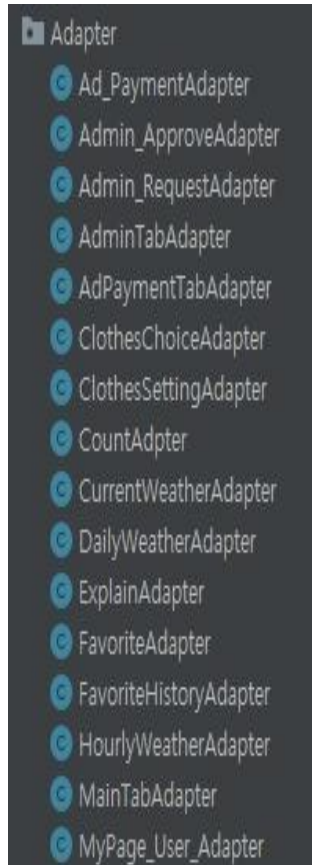 Adapter
Ad_PaymentAdapter
Admin_ApproveAdapter
Admin_RequestAdapter
AdminTabAdapter
AdPaymentTabAdapter
ClothesChoiceAdapter
ClothesSettingAdapter
CountAdpter
CurrentWeatherAdapter
DailyWeatherAdapter
ExplainAdapter
FavoriteAdapter
FavoriteHistoryAdapter
HourlyWeatherAdapter
MainTabAdapter
MyPage_User_Adapter